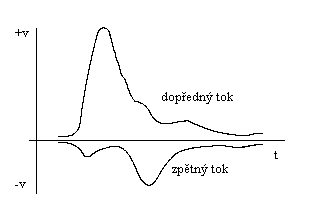 +v
dopředný tok
t
zpětný tok
-v